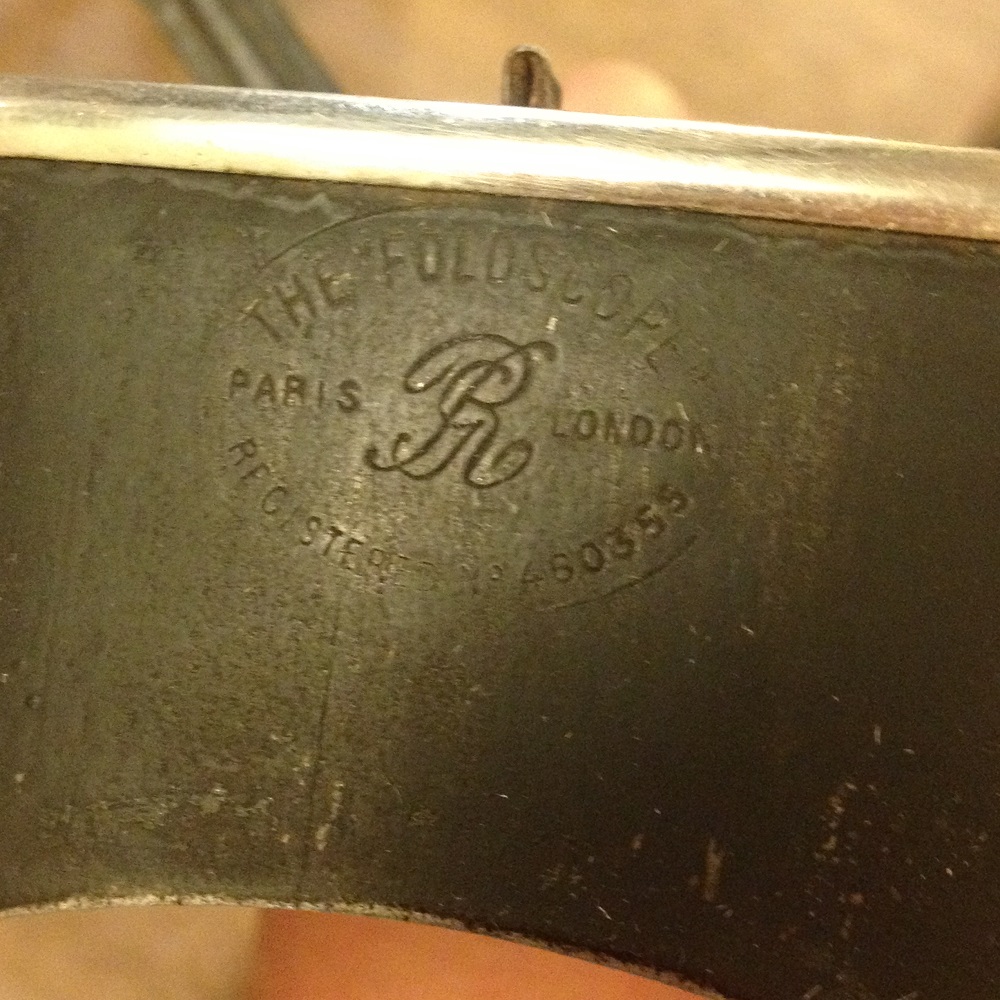 THE "FOLDSCOPE"
PARIS
R
LONDON
REGISTERED Nº 460355